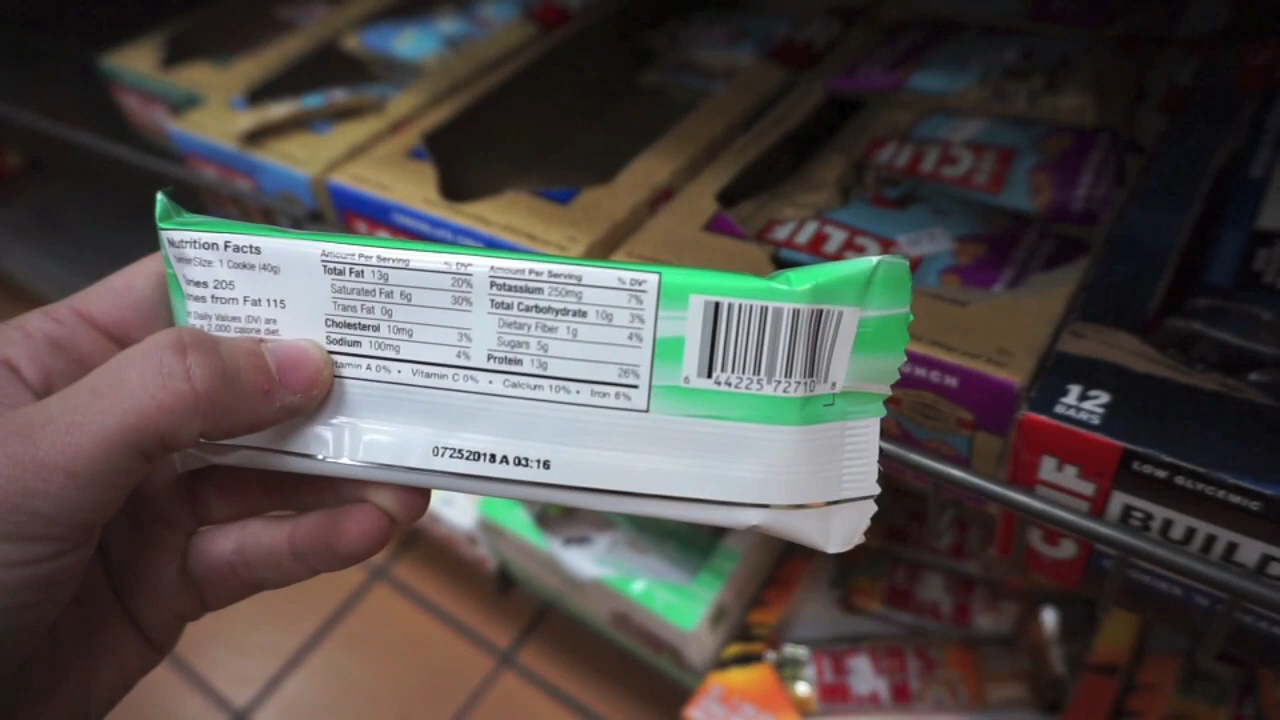 Nutrition Facts
Size: 1 Cookie (40g)
ries 205
ries from Fat 115
Daily Values (DV) are
a 2,000 calorie diet.
Amount Per Serving % DV*
Total Fat 13g 20%
Saturated Fat 6g 30%
Trans Fat 0g
Cholesterol 10mg 3%
Sodium 100mg 4%
Amount Per Serving % DV*
Potassium 250mg 7%
Total Carbohydrate 10g 3%
Dietary Fiber 1g 4%
Sugars 5g
Protein 13g 26%
Vitamin A 0% • Vitamin C 0% • Calcium 10% • Iron 6%
6 44225 72710 8
07252018 A 03:16
CLIF
CLIF
12
BARS
LOW GLYCEMIC
CLIF
BUILD